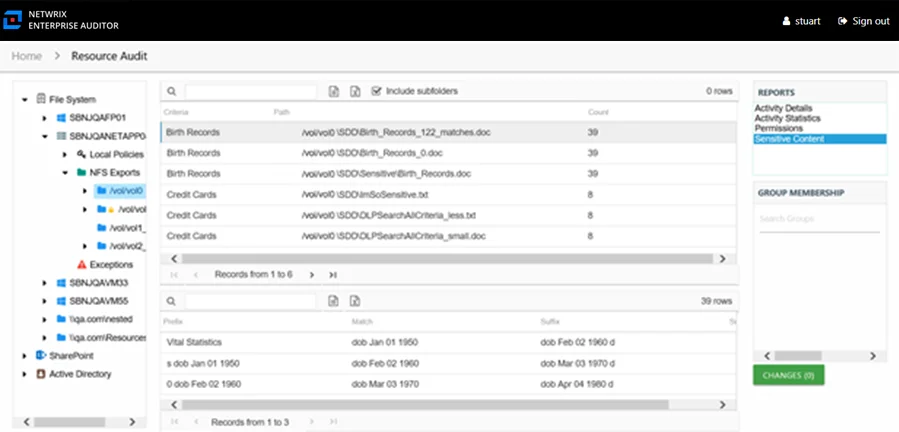 NETWRIX
ENTERPRISE AUDITOR
stuart
Sign out
Home > Resource Audit
File System
SBNJQAFP01
SBNJQANETAPP0
Local Policies
NFS Exports
/vol/vol0
/vol/vol
/vol/vol1_
/vol/vol2_
Exceptions
SBNJQAVM33
SBNJQAVM55
\\qa.com\nested
\\qa.com\Resources
SharePoint
Active Directory
Include subfolders
0 rows
Criteria Path Count
Birth Records /vol/vol0 \SDD\Birth_Records_122_matches.doc 39
Birth Records /vol/vol0 \SDD\Birth_Records_0.doc 39
Birth Records /vol/vol0 \SDD\Sensitive\Birth_Records.doc 39
Credit Cards /vol/vol0 \SDD\ImSoSensitive.txt 8
Credit Cards /vol/vol0 \SDD\DLPSearchAllCriteria_less.txt 8
Credit Cards /vol/vol0 \SDD\DLPSearchAllCriteria_small.doc 8
Records from 1 to 6
39 rows
Prefix Match Suffix
Vital Statistics dob Jan 01 1950 dob Feb 02 1960 d
s dob Jan 01 1950 dob Feb 02 1960 dob Mar 03 1970 d
0 dob Feb 02 1960 dob Mar 03 1970 dob Apr 04 1980 d
Records from 1 to 3
REPORTS
Activity Details
Activity Statistics
Permissions
Sensitive Content
GROUP MEMBERSHIP
Search Groups
CHANGES (0)